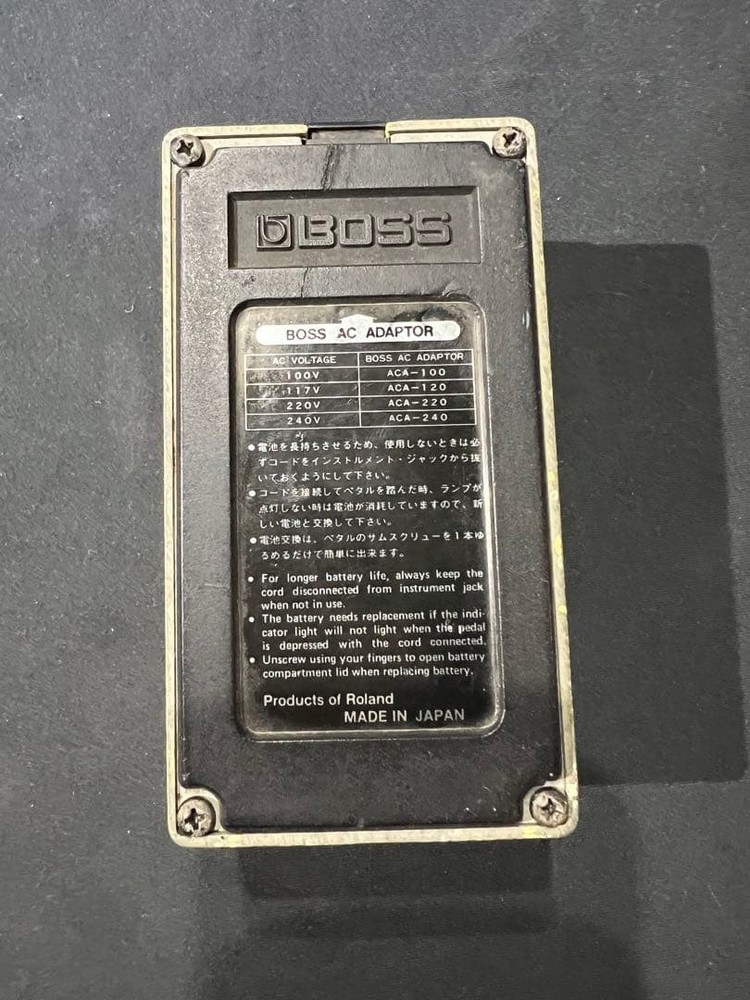 BOSS
BOSS AC ADAPTOR
AC VOLTAGE BOSS AC ADAPTOR
100V ACA-100
117V ACA-120
220V ACA-220
240V ACA-240
●電池を長持ちさせるため、使用しないときは必
ずコードをインストルメント・ジャックから抜
いておくようにして下さい。
●コードを接続してペタルを踏んだ時、ランプが
点灯しない時は電池が消耗していますので、新
しい電池と交換して下さい。
●電池交換は、ペタルのサムスクリューを1本ゆ
るめるだけで簡単に出来ます。
● For longer battery life, always keep the
cord disconnected from instrument jack
when not in use.
● The battery needs replacement if the indi-
cator light will not light when the pedal
is depressed with the cord connected.
● Unscrew using your fingers to open battery
compartment lid when replacing battery.
Products of Roland
MADE IN JAPAN